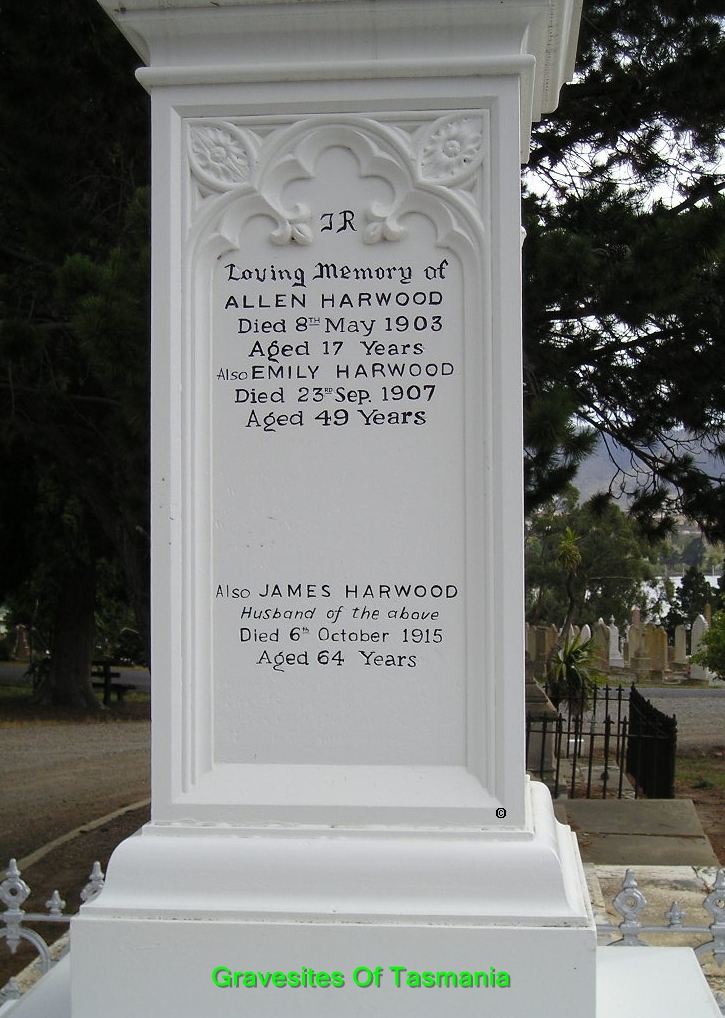 IR
Loving Memory of
ALLEN HARWOOD
Died 8TH May 1903
Aged 17 Years
Also EMILY HARWOOD
Died 23RD Sep. 1907
Aged 49 Years
Also JAMES HARWOOD
Husband of the above
Died 6th October 1915
Aged 64 Years
©
Gravesites Of Tasmania